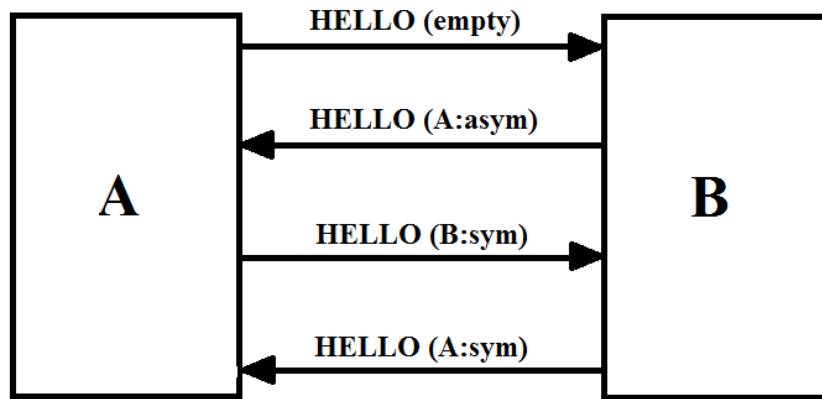 HELLO (empty)
HELLO (A:asym)
A
B
HELLO (B:sym)
HELLO (A:sym)